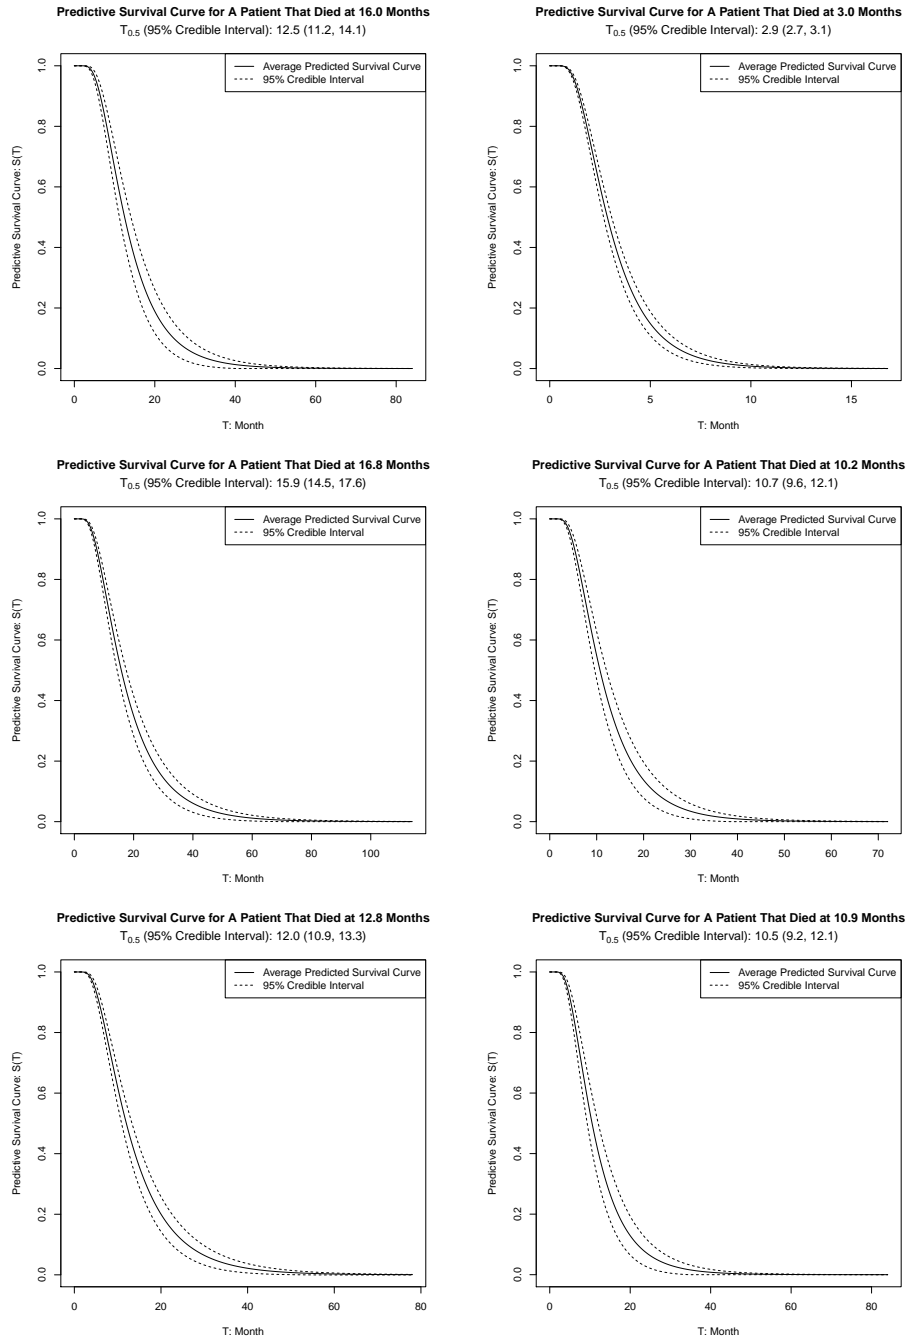 Predictive Survival Curve for A Patient That Died at 16.0 Months
T0.5 (95% Credible Interval): 12.5 (11.2, 14.1)
Average Predicted Survival Curve
95% Credible Interval
Predictive Survival Curve: S(T)
1.0
0.8
0.6
0.4
0.2
0.0
0 20 40 60 80
T: Month
Predictive Survival Curve for A Patient That Died at 3.0 Months
T0.5 (95% Credible Interval): 2.9 (2.7, 3.1)
Average Predicted Survival Curve
95% Credible Interval
Predictive Survival Curve: S(T)
1.0
0.8
0.6
0.4
0.2
0.0
0 5 10 15
T: Month
Predictive Survival Curve for A Patient That Died at 16.8 Months
T0.5 (95% Credible Interval): 15.9 (14.5, 17.6)
Average Predicted Survival Curve
95% Credible Interval
Predictive Survival Curve: S(T)
1.0
0.8
0.6
0.4
0.2
0.0
0 20 40 60 80 100
T: Month
Predictive Survival Curve for A Patient That Died at 10.2 Months
T0.5 (95% Credible Interval): 10.7 (9.6, 12.1)
Average Predicted Survival Curve
95% Credible Interval
Predictive Survival Curve: S(T)
1.0
0.8
0.6
0.4
0.2
0.0
0 10 20 30 40 50 60 70
T: Month
Predictive Survival Curve for A Patient That Died at 12.8 Months
T0.5 (95% Credible Interval): 12.0 (10.9, 13.3)
Average Predicted Survival Curve
95% Credible Interval
Predictive Survival Curve: S(T)
1.0
0.8
0.6
0.4
0.2
0.0
0 20 40 60 80
T: Month
Predictive Survival Curve for A Patient That Died at 10.9 Months
T0.5 (95% Credible Interval): 10.5 (9.2, 12.1)
Average Predicted Survival Curve
95% Credible Interval
Predictive Survival Curve: S(T)
1.0
0.8
0.6
0.4
0.2
0.0
0 20 40 60 80
T: Month